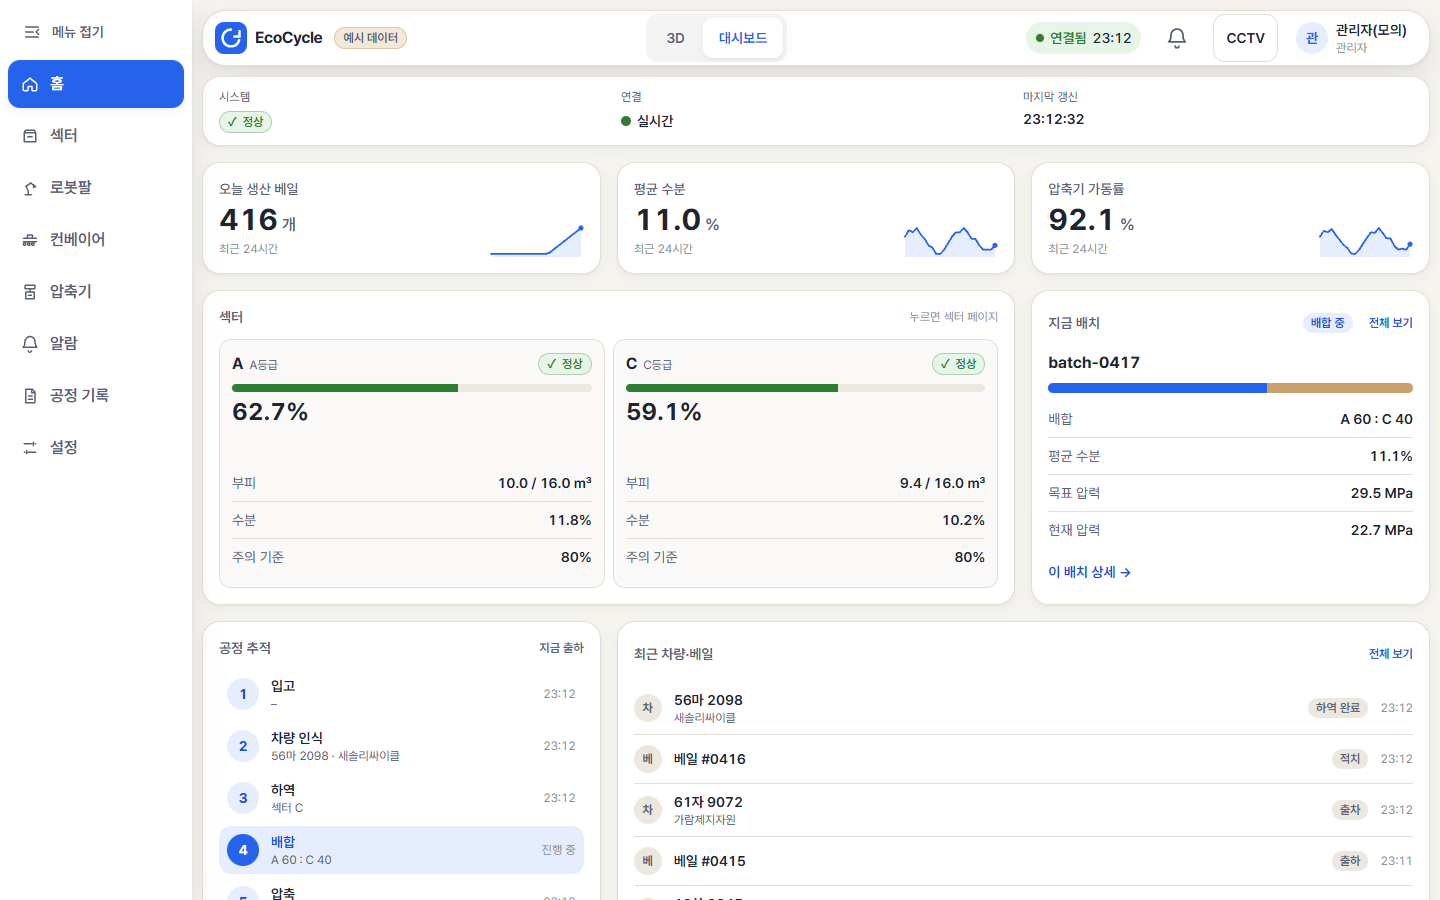 메뉴 접기
홈
섹터
로봇팔
컨베이어
압축기
알람
공정 기록
설정
EcoCycle 예시 데이터
3D 대시보드
연결됨 23:12
CCTV
관 관리자(모의)
관리자
시스템
✓ 정상
연결
실시간
마지막 갱신
23:12:32
오늘 생산 베일
416 개
최근 24시간
평균 수분
11.0 %
최근 24시간
압축기 가동률
92.1 %
최근 24시간
섹터 누르면 섹터 페이지
A A등급 ✓ 정상
62.7%
부피 10.0 / 16.0 m³
수분 11.8%
주의 기준 80%
C C등급 ✓ 정상
59.1%
부피 9.4 / 16.0 m³
수분 10.2%
주의 기준 80%
지금 배치 배합 중 전체 보기
batch-0417
배합 A 60 : C 40
평균 수분 11.1%
목표 압력 29.5 MPa
현재 압력 22.7 MPa
이 배치 상세 →
공정 추적 지금 출하
1 입고 23:12
–
2 차량 인식 23:12
56마 2098 · 새솔리싸이클
3 하역 23:12
섹터 C
4 배합 진행 중
A 60 : C 40
압축
최근 차량·베일 전체 보기
차 56마 2098 하역 완료 23:12
새솔리싸이클
베 베일 #0416 적치 23:12
차 61자 9072 출차 23:12
가람제지자원
베 베일 #0415 출하 23:11